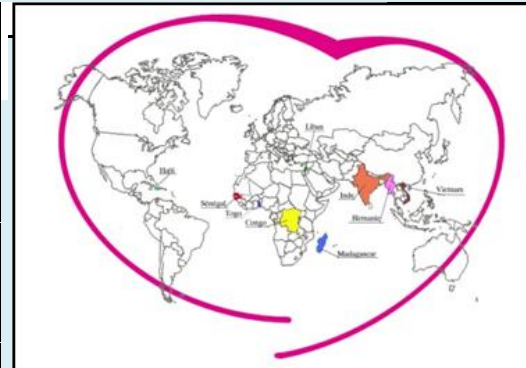 Liban
Haïti
Sénégal
Togo
Congo
Inde
Birmanie
Vietnam
Madagascar